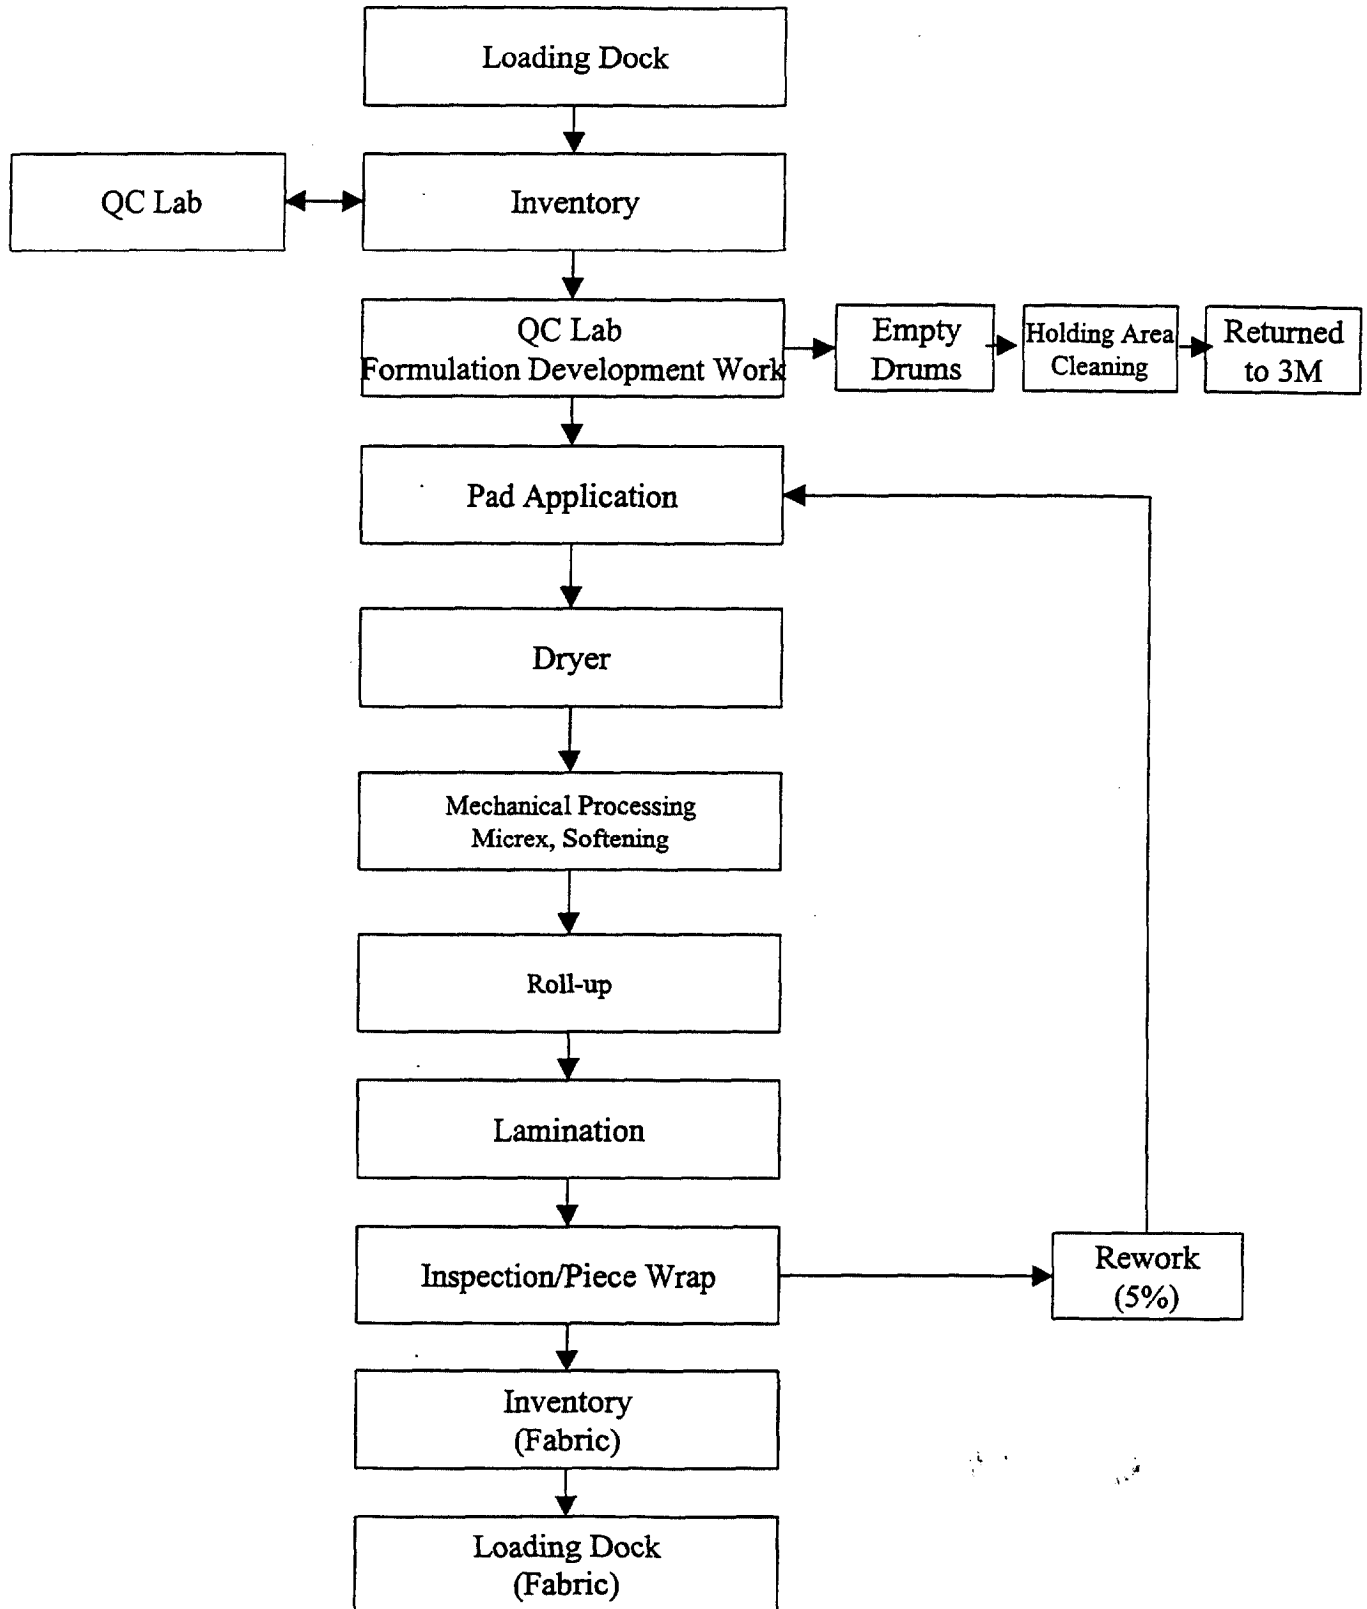 Loading Dock
QC Lab
Inventory
QC Lab
Formulation Development Work
Empty
Drums
Holding Area
Cleaning
Returned
to 3M
Pad Application
Dryer
Mechanical Processing
Micrex, Softening
Roll-up
Lamination
Inspection/Piece Wrap
Rework
(5%)
Inventory
(Fabric)
Loading Dock
(Fabric)